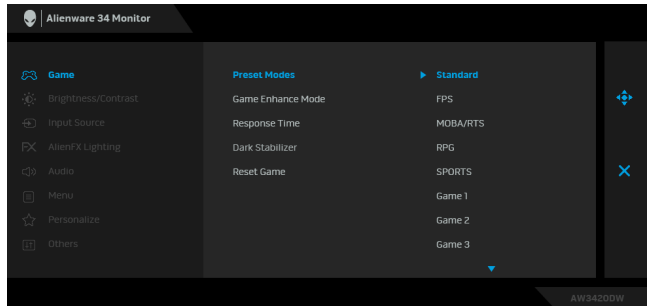 Alienware 34 Monitor
Game Preset Modes Standard
Brightness/Contrast Game Enhance Mode FPS
Input Source Response Time MOBA/RTS
FX AlienFX Lighting Dark Stabilizer RPG
Audio Reset Game SPORTS
Menu Game 1
Personalize Game 2
Others Game 3
AW3420DW